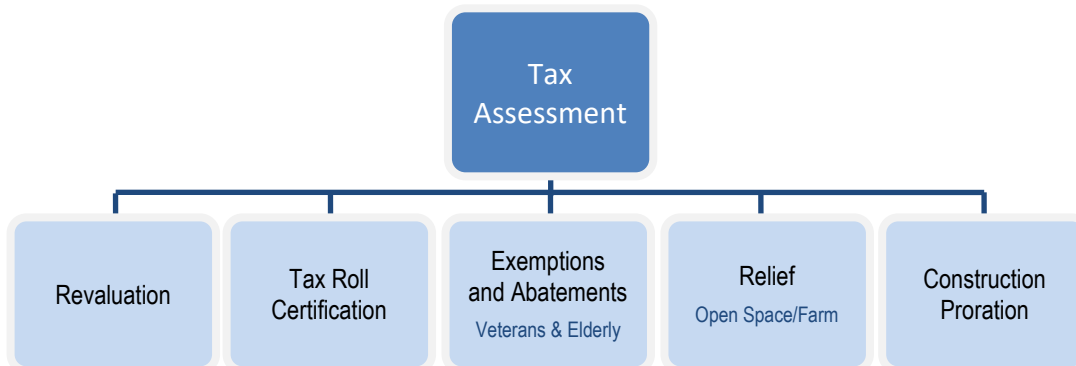 Tax
Assessment
Revaluation
Tax Roll
Certification
Exemptions
and Abatements
Veterans & Elderly
Relief
Open Space/Farm
Construction
Proration